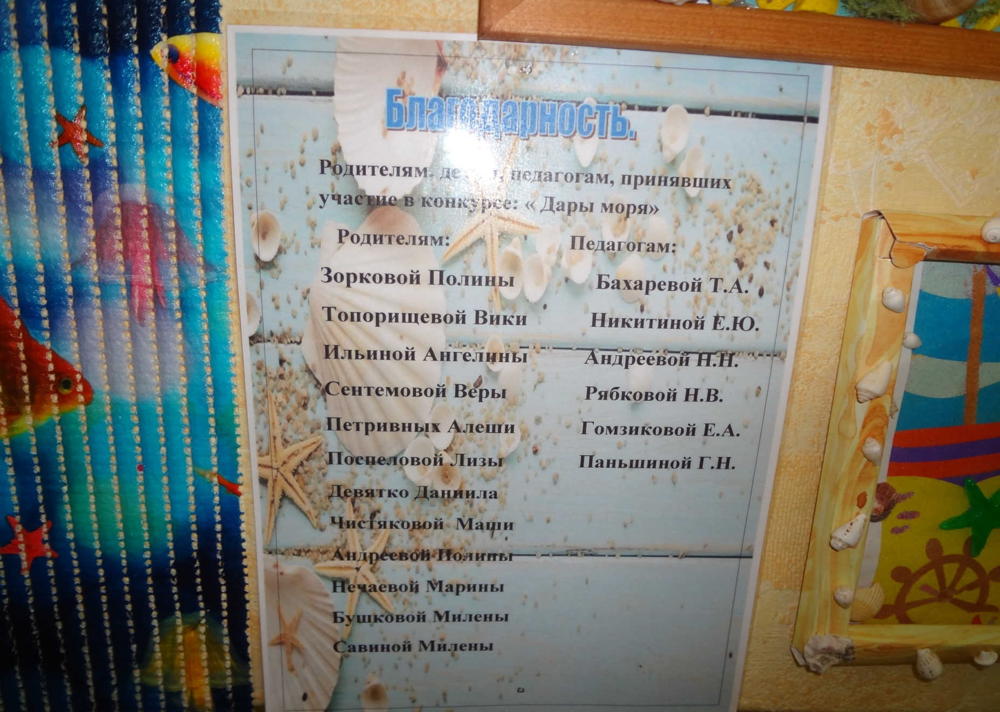 Благодарность.
Родителям, педагогам, принявших
участие в конкурсе: « Дары моря»
Родителям: Педагогам:
Зорковой Полины Бахаревой Т.А.
Топорищевой Вики Никитиной Е.Ю.
Ильиной Ангелины Андреевой Н.Н.
Сентемовой Веры Рябковой Н.В.
Петривных Алеши Гомзиковой Е.А.
Поспеловой Лизы Паньшиной Г.Н.
Девятко Даниила
Чистяковой Маши
Андреевой Полины
Нечаевой Марины
Бушковой Милены
Савиной Милены